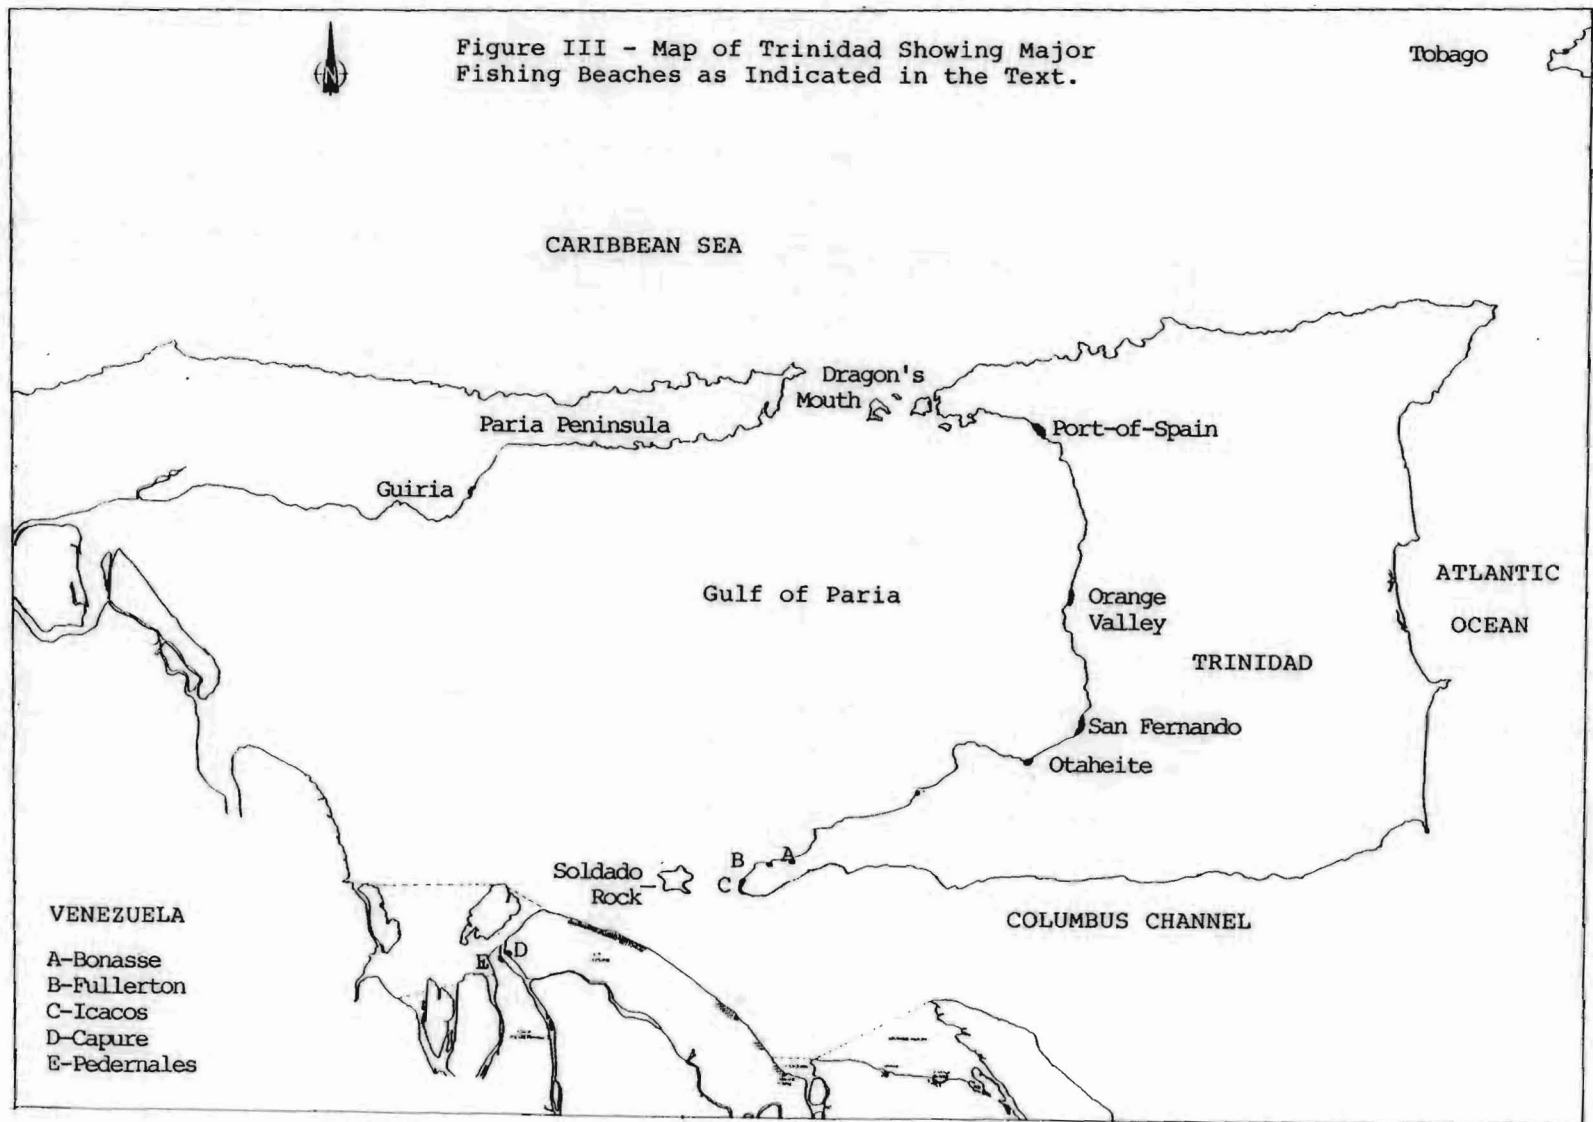 Figure III - Map of Trinidad Showing Major
Fishing Beaches as Indicated in the Text.
Tobago
N
CARIBBEAN SEA
Dragon's
Mouth
Paria Peninsula
Port-of-Spain
Guiria
Gulf of Paria
Orange
Valley
ATLANTIC
OCEAN
TRINIDAD
San Fernando
Otaheite
B
A
C
Soldado
Rock
COLUMBUS CHANNEL
D
E
VENEZUELA
A-Bonasse
B-Fullerton
C-Icacos
D-Capure
E-Pedernales